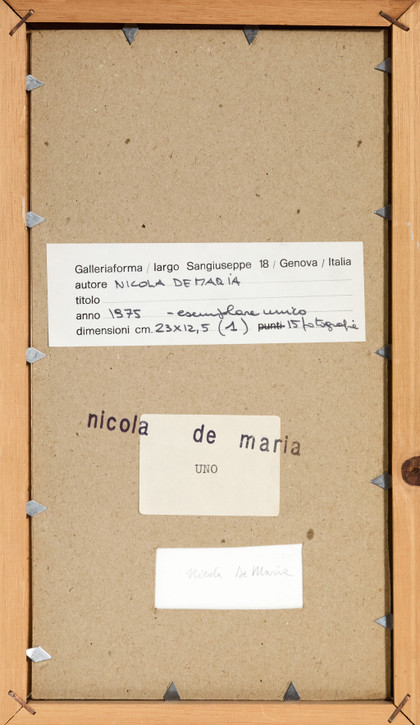 Galleriaforma / largo Sangiuseppe 18 / Genova / Italia
autore NICOLA DE MARIA
titolo
anno 1975 - esemplare unico
dimensioni cm. 23x12,5 (1) punti 15 fotografie
nicola de maria
UNO
Nicola De Maria